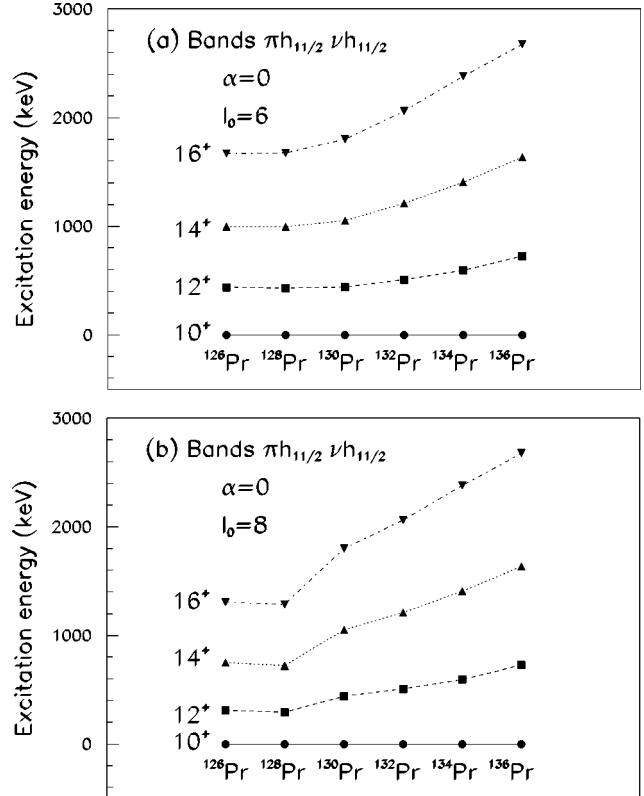 3000
(a) Bands πh₁₁/₂ νh₁₁/₂
α=0
I₀=6
2000
16⁺
1000
14⁺
12⁺
0
10⁺
¹²⁶Pr ¹²⁸Pr ¹³⁰Pr ¹³²Pr ¹³⁴Pr ¹³⁶Pr
Excitation energy (keV)
3000
(b) Bands πh₁₁/₂ νh₁₁/₂
α=0
I₀=8
2000
16⁺
1000
14⁺
12⁺
0
10⁺
¹²⁶Pr ¹²⁸Pr ¹³⁰Pr ¹³²Pr ¹³⁴Pr ¹³⁶Pr
Excitation energy (keV)